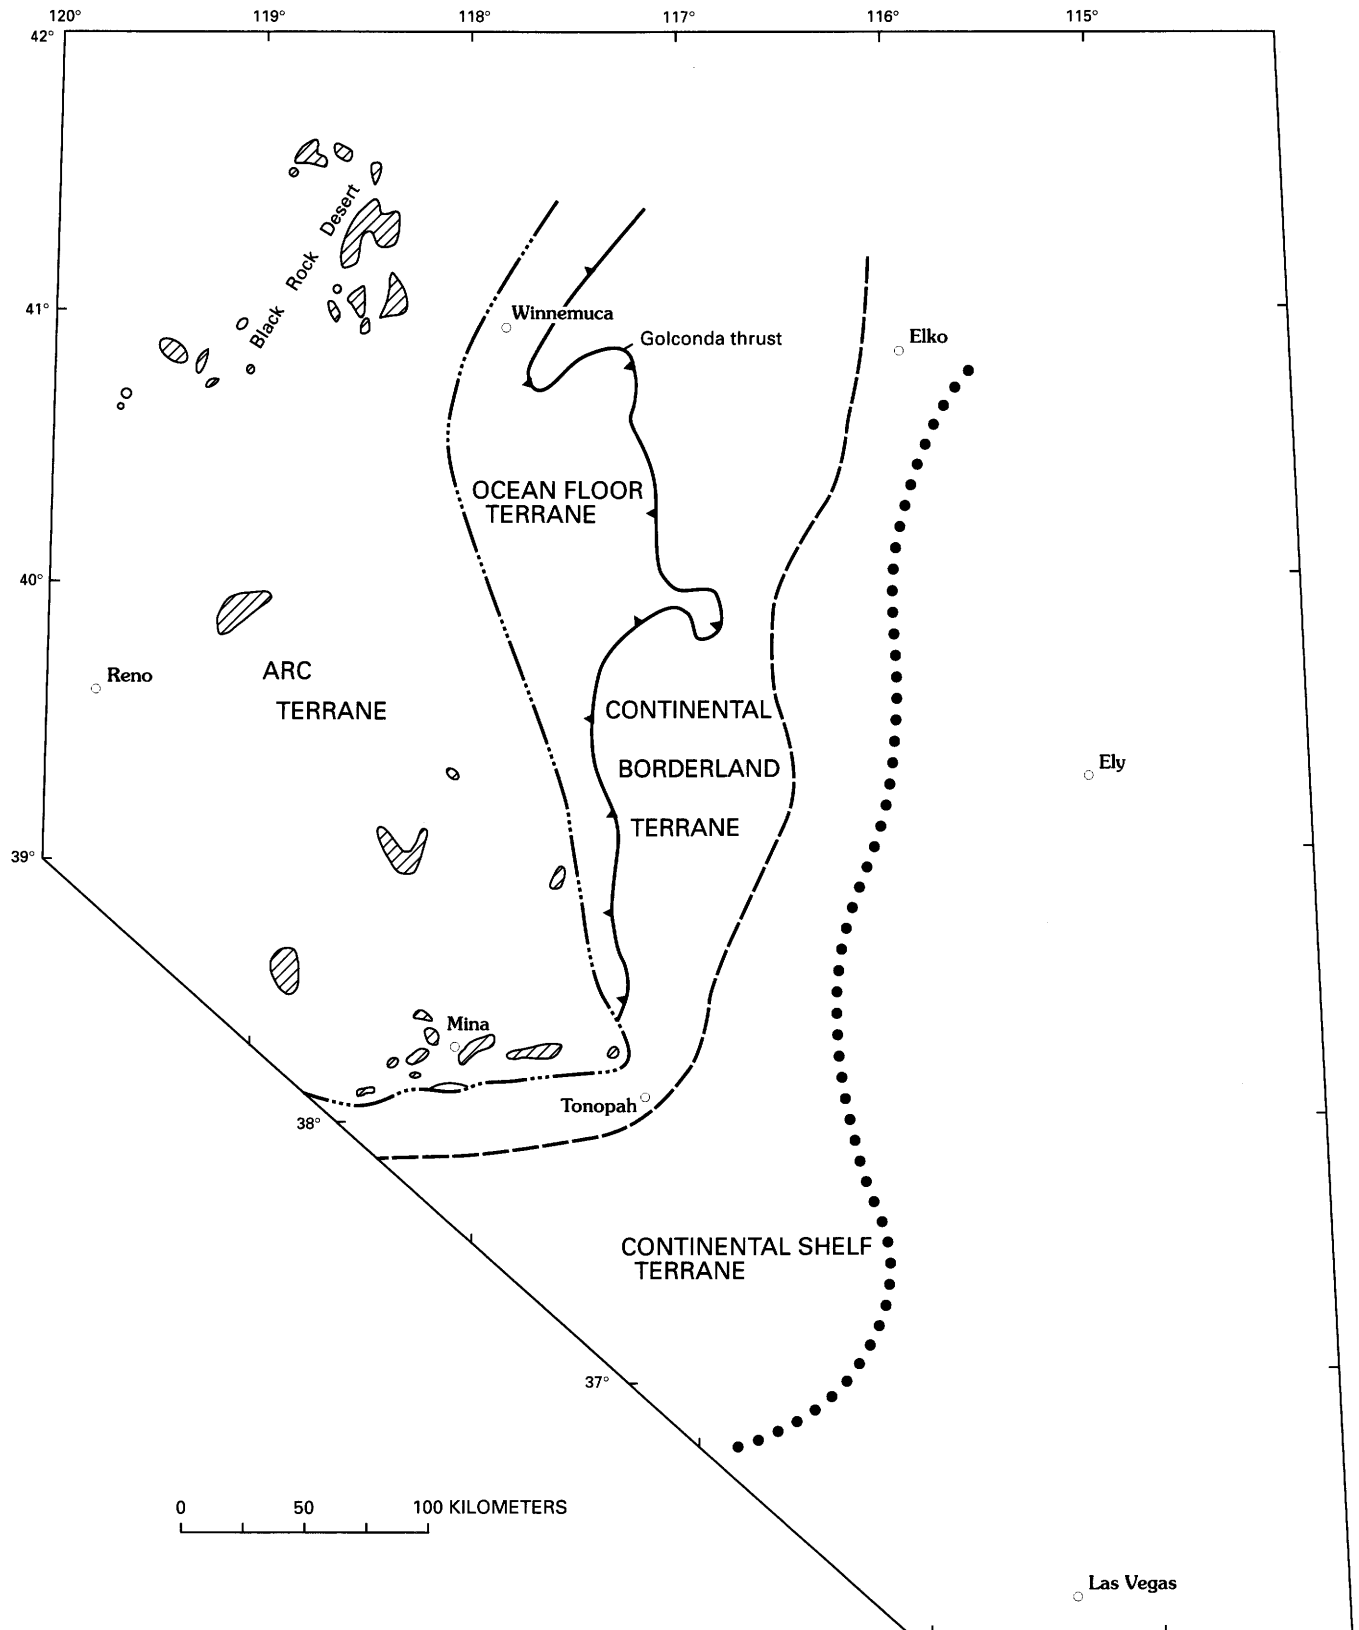 120° 119° 118° 117° 116° 115°
42°
Black Rock Desert
41°
Winnemuca
Golconda thrust
Elko
OCEAN FLOOR
TERRANE
40°
ARC
TERRANE
Reno
CONTINENTAL
BORDERLAND
TERRANE
Ely
39°
Mina
Tonopah
38°
CONTINENTAL SHELF
TERRANE
37°
0 50 100 KILOMETERS
Las Vegas